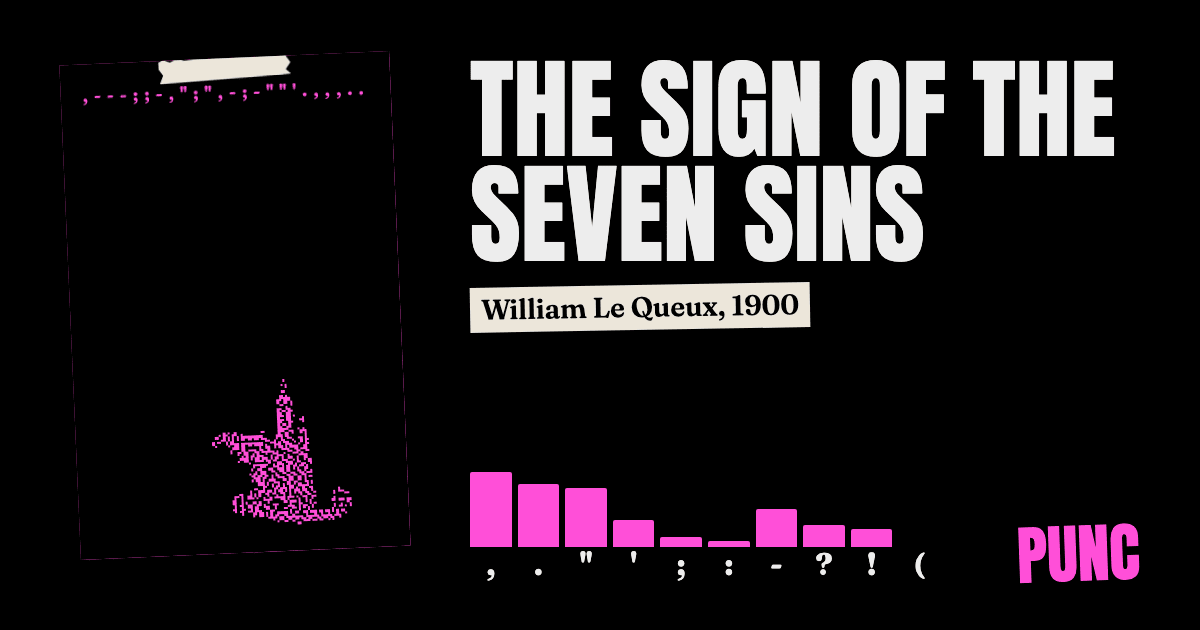 ,---;;-,";",-;-""'.,,,..
THE SIGN OF THE
SEVEN SINS
William Le Queux, 1900
, . " ' ; : - ? ! (
PUNC